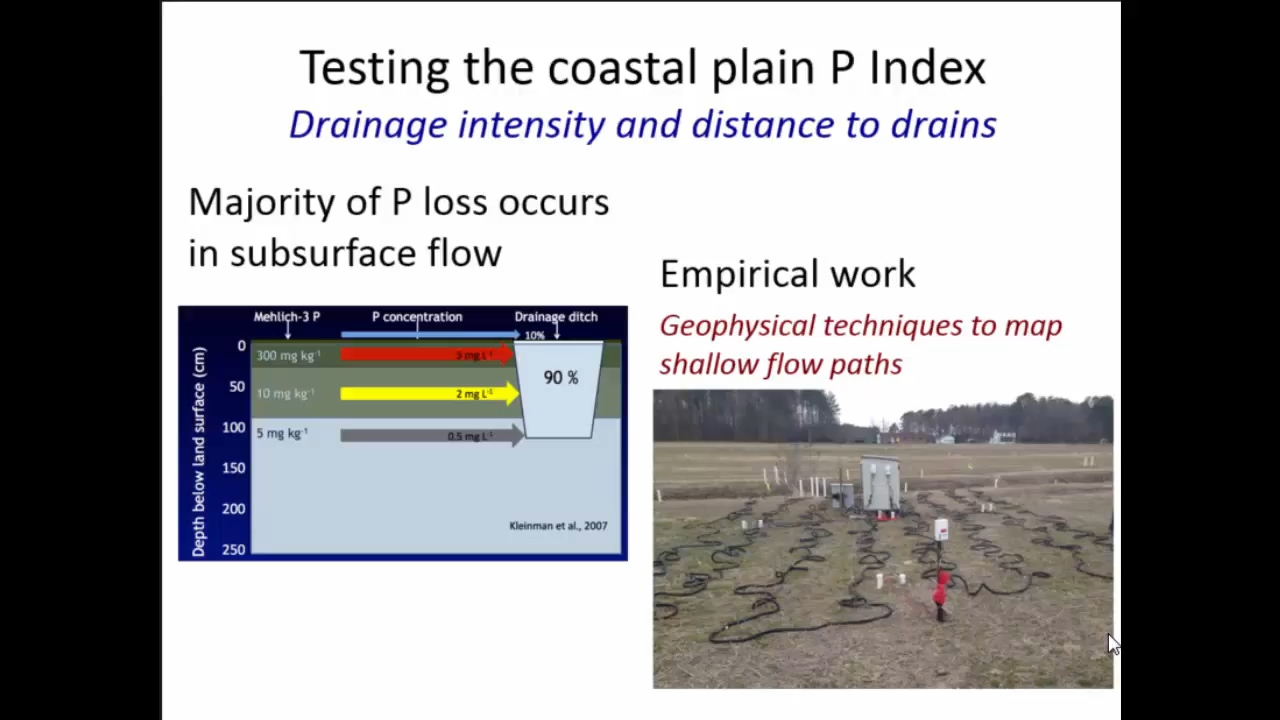 Testing the coastal plain P Index
Drainage intensity and distance to drains
Majority of P loss occurs
in subsurface flow
Mehlich-3 P
P concentration
Drainage ditch
10%
0
300 mg kg⁻¹
3 mg L⁻¹
90 %
50
10 mg kg⁻¹
2 mg L⁻¹
100
5 mg kg⁻¹
0.5 mg L⁻¹
150
200
250
Depth below land surface (cm)
Kleinman et al., 2007
Empirical work
Geophysical techniques to map
shallow flow paths